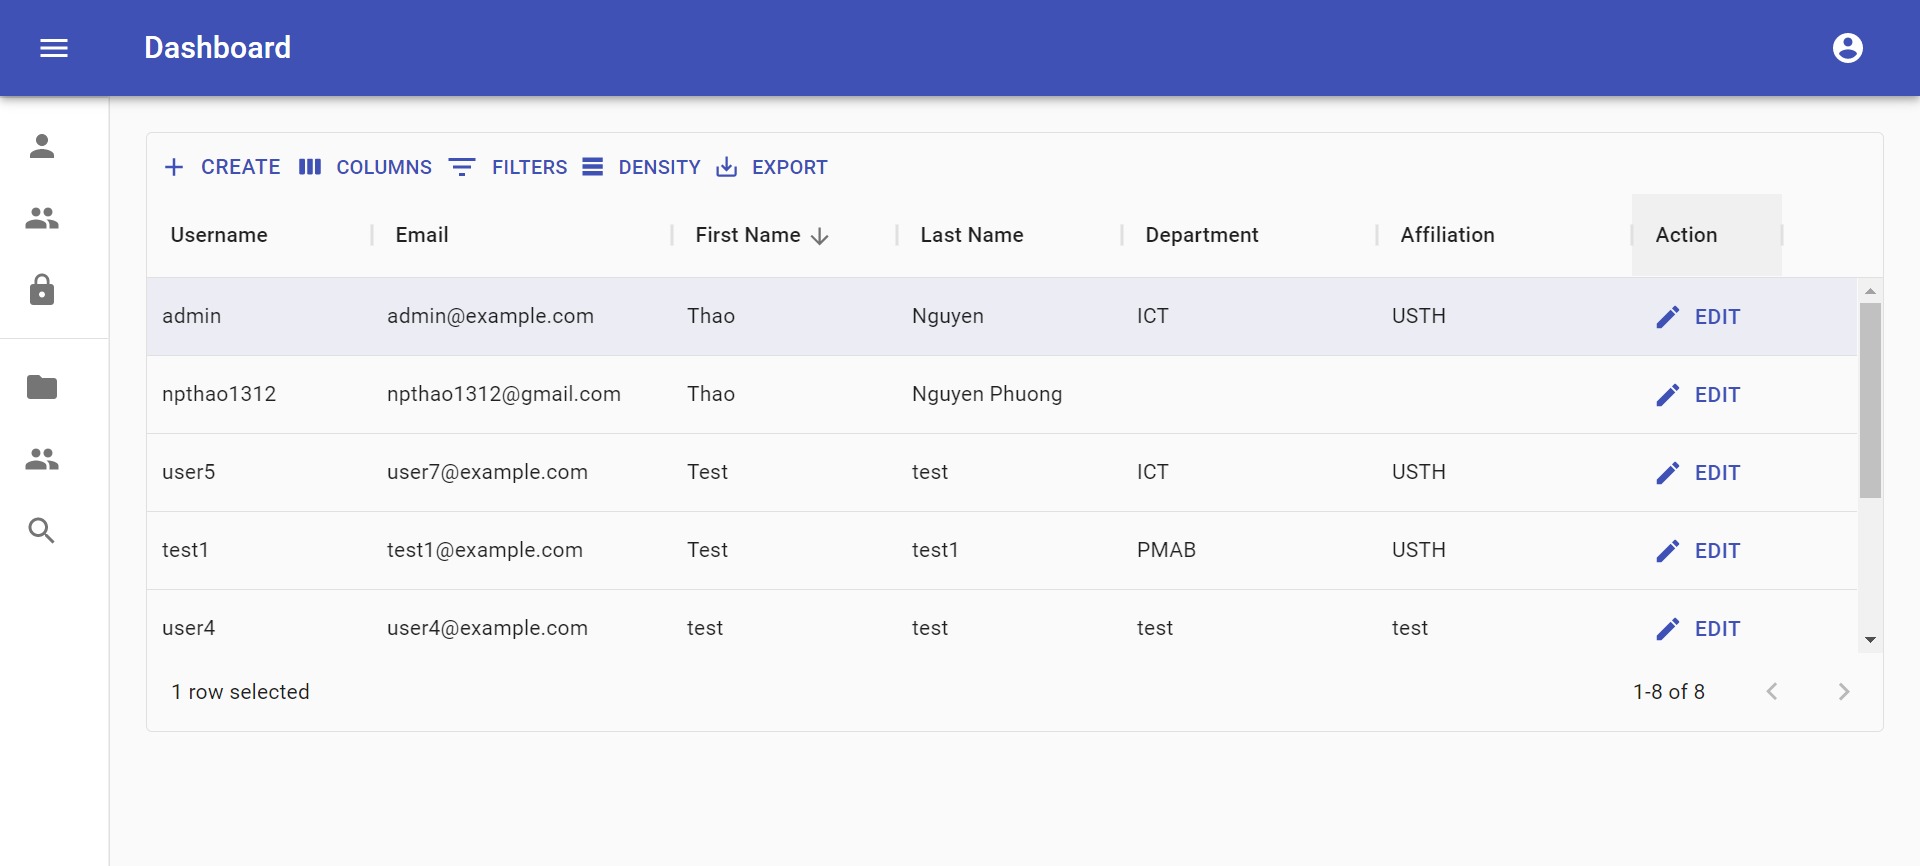 Dashboard
CREATE COLUMNS FILTERS DENSITY EXPORT
Username Email First Name Last Name Department Affiliation Action
admin admin@example.com Thao Nguyen ICT USTH EDIT
npthao1312 npthao1312@gmail.com Thao Nguyen Phuong EDIT
user5 user7@example.com Test test ICT USTH EDIT
test1 test1@example.com Test test1 PMAB USTH EDIT
user4 user4@example.com test test test test EDIT
1 row selected 1-8 of 8